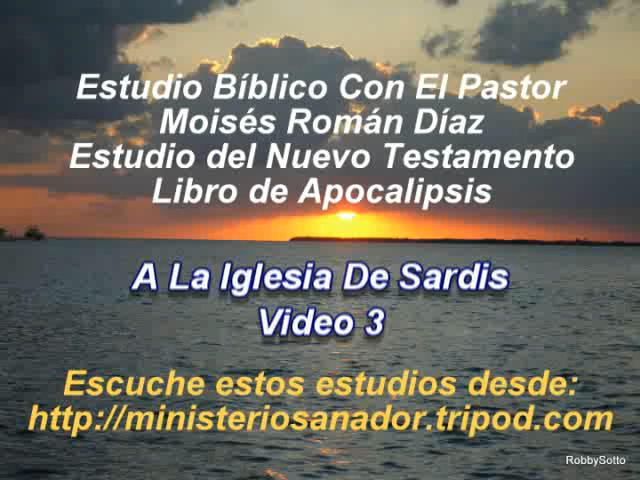 Estudio Bíblico Con El Pastor
Moisés Román Díaz
Estudio del Nuevo Testamento
Libro de Apocalipsis
A La Iglesia De Sardis
Video 3
Escuche estos estudios desde:
http://ministeriosanador.tripod.com
RobbySotto